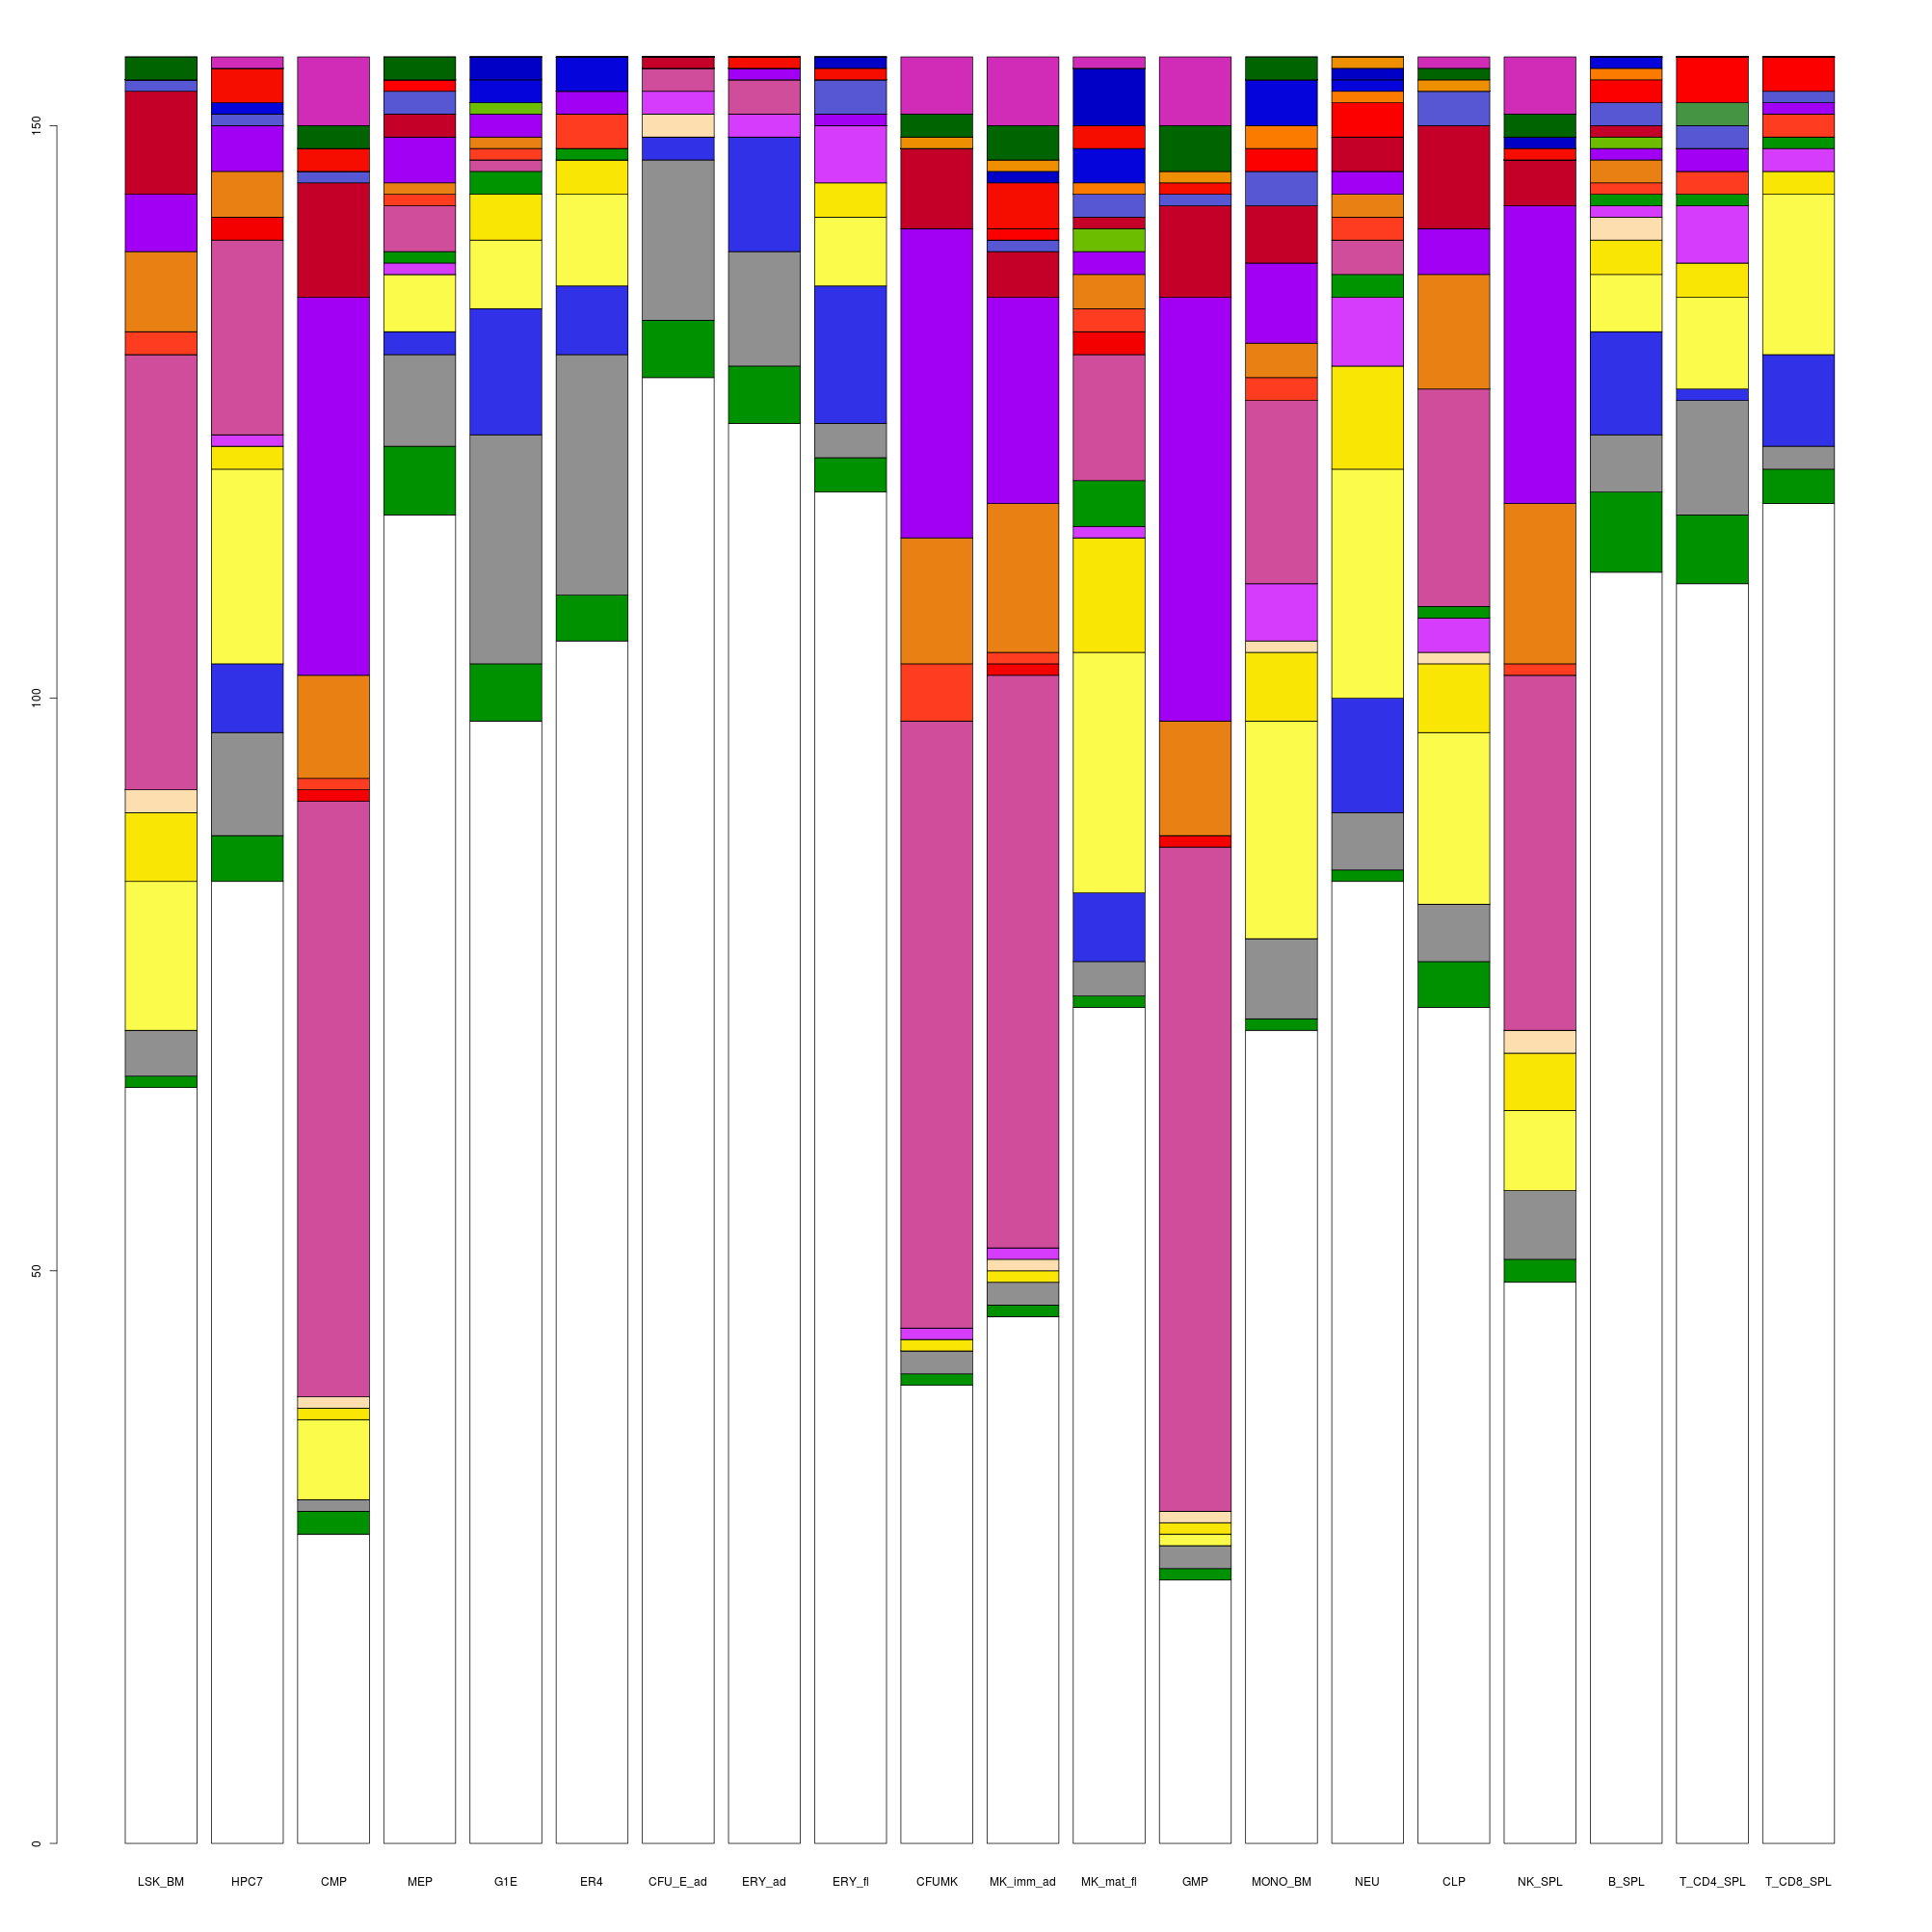 150
100
50
0
LSK_BM HPC7 CMP MEP G1E ER4 CFU_E_ad ERY_ad ERY_fl CFUMK MK_imm_ad MK_mat_fl GMP MONO_BM NEU CLP NK_SPL B_SPL T_CD4_SPL T_CD8_SPL